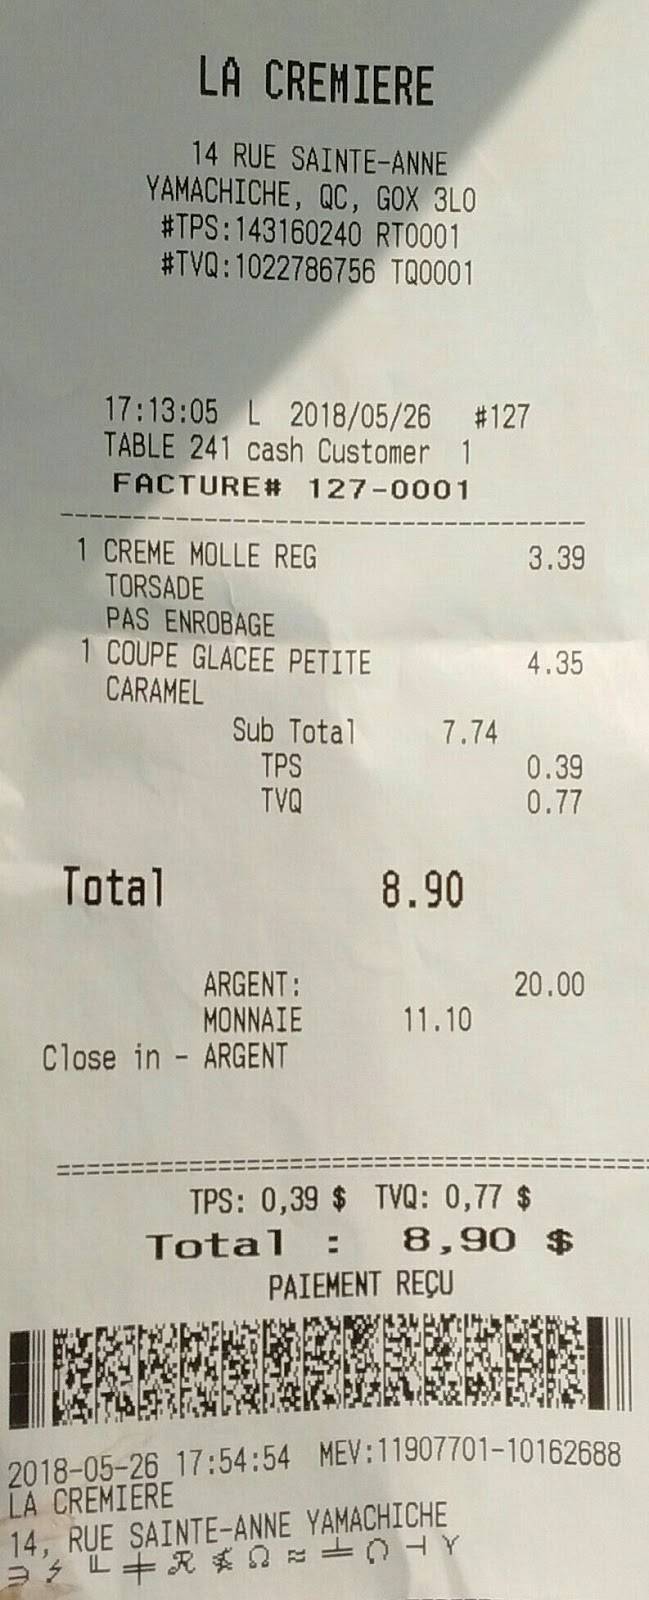 LA CREMIERE
14 RUE SAINTE-ANNE
YAMACHICHE, QC, G0X 3L0
#TPS:143160240 RT0001
#TVQ:1022786756 TQ0001
17:13:05 L 2018/05/26 #127
TABLE 241 cash Customer 1
FACTURE# 127-0001
1 CREME MOLLE REG 3.39
TORSADE
PAS ENROBAGE
1 COUPE GLACEE PETITE 4.35
CARAMEL
Sub Total 7.74
TPS 0.39
TVQ 0.77
Total 8.90
ARGENT: 20.00
MONNAIE 11.10
Close in - ARGENT
TPS: 0,39 $ TVQ: 0,77 $
Total : 8,90 $
PAIEMENT REÇU
2018-05-26 17:54:54 MEV:11907701-10162688
LA CREMIERE
14, RUE SAINTE-ANNE YAMACHICHE